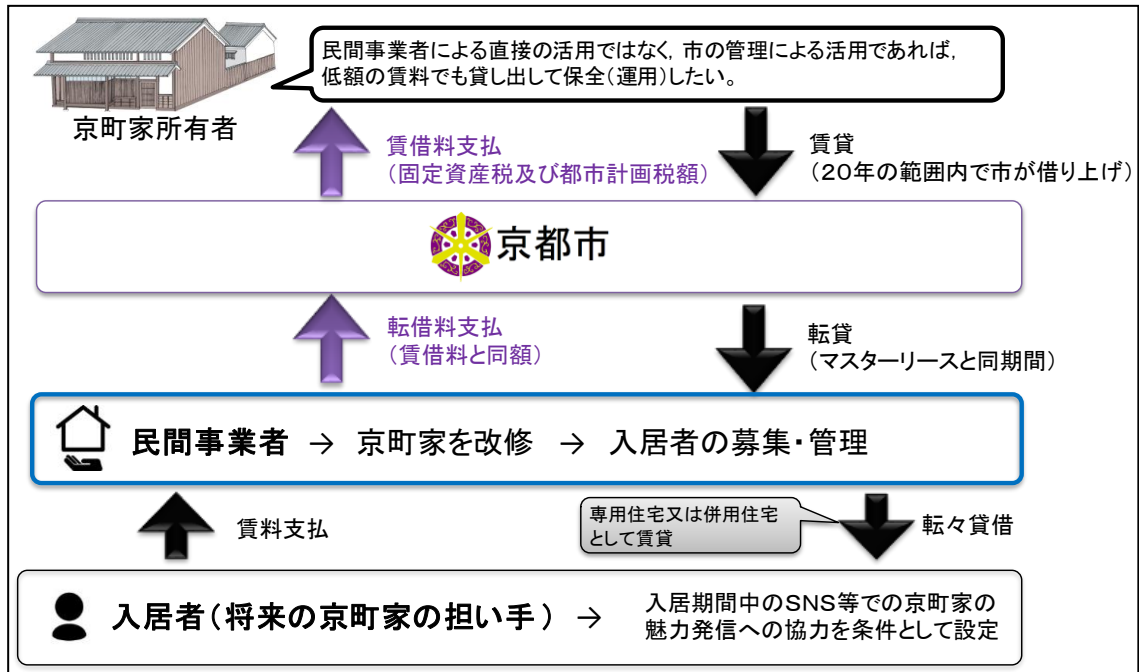 民間事業者による直接の活用ではなく，市の管理による活用であれば，
低額の賃料でも貸し出して保全（運用）したい。
京町家所有者
賃借料支払
（固定資産税及び都市計画税額）
賃貸
（２０年の範囲内で市が借り上げ）
京都市
転借料支払
（賃借料と同額）
転貸
（マスターリースと同期間）
民間事業者 → 京町家を改修 → 入居者の募集・管理
賃料支払
専用住宅又は併用住宅
として賃貸
転々貸借
入居者（将来の京町家の担い手） →
入居期間中のＳＮＳ等での京町家の
魅力発信への協力を条件として設定